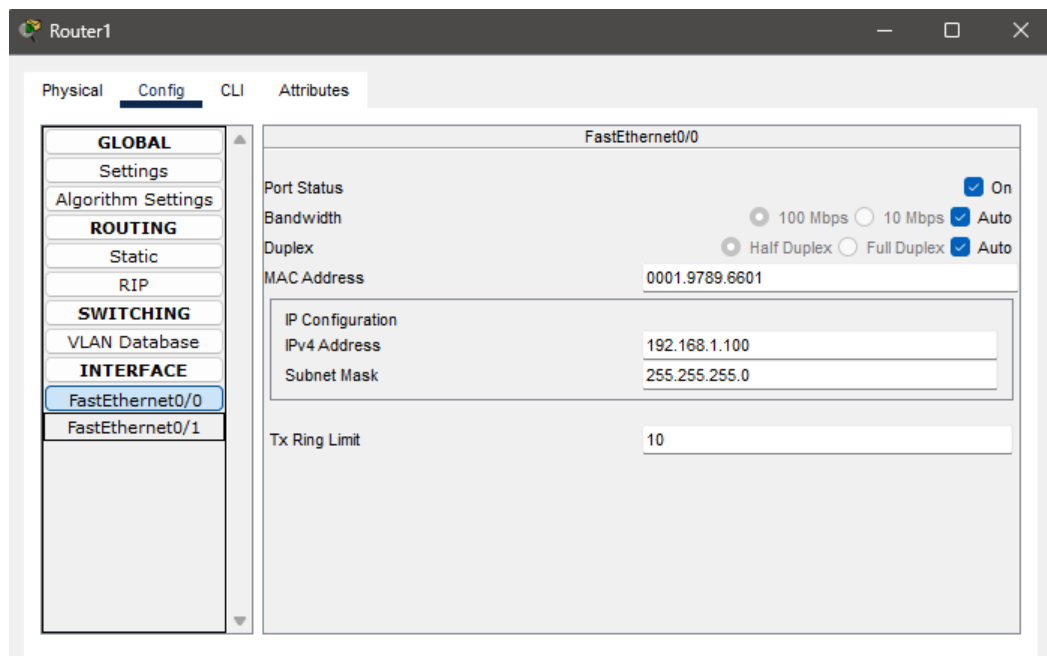 Router1
Physical Config CLI Attributes
GLOBAL
Settings
Algorithm Settings
ROUTING
Static
RIP
SWITCHING
VLAN Database
INTERFACE
FastEthernet0/0
FastEthernet0/1
FastEthernet0/0
Port Status On
Bandwidth 100 Mbps 10 Mbps Auto
Duplex Half Duplex Full Duplex Auto
MAC Address 0001.9789.6601
IP Configuration
IPv4 Address 192.168.1.100
Subnet Mask 255.255.255.0
Tx Ring Limit 10